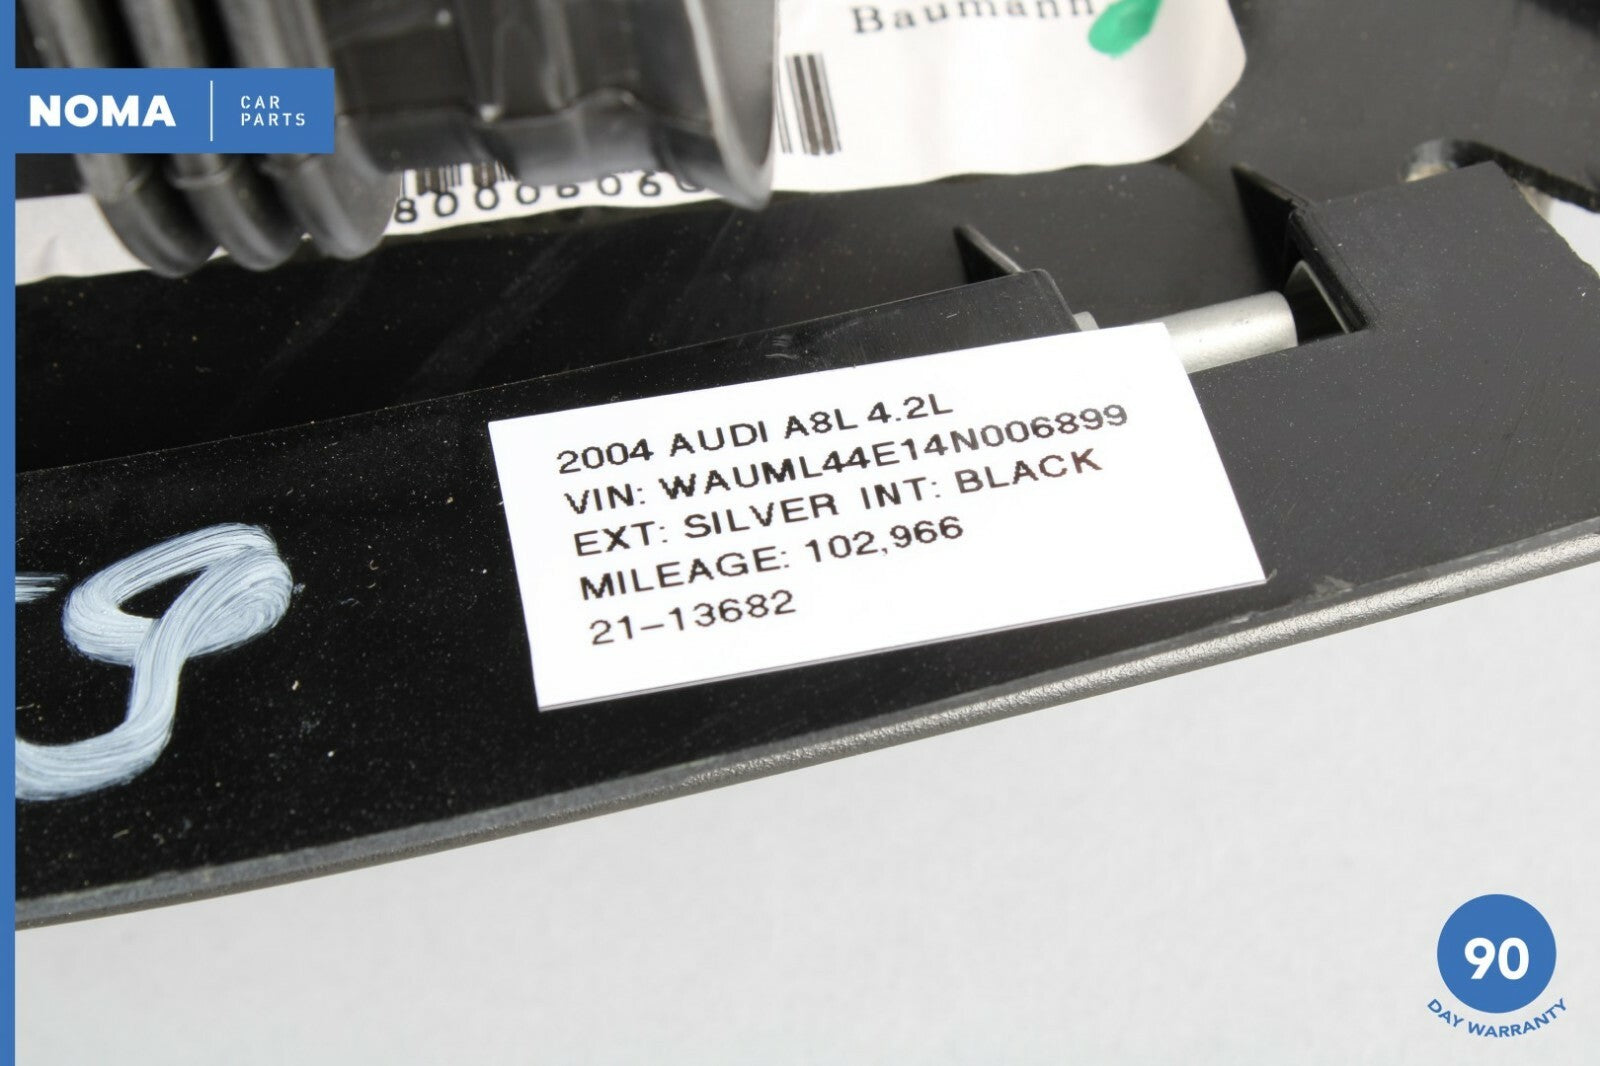 Baumann
NOMA
CAR
PARTS
2004 AUDI A8L 4.2L
VIN: WAUML44E14N006899
EXT: SILVER INT: BLACK
MILEAGE: 102,966
21-13682
90
DAY WARRANTY